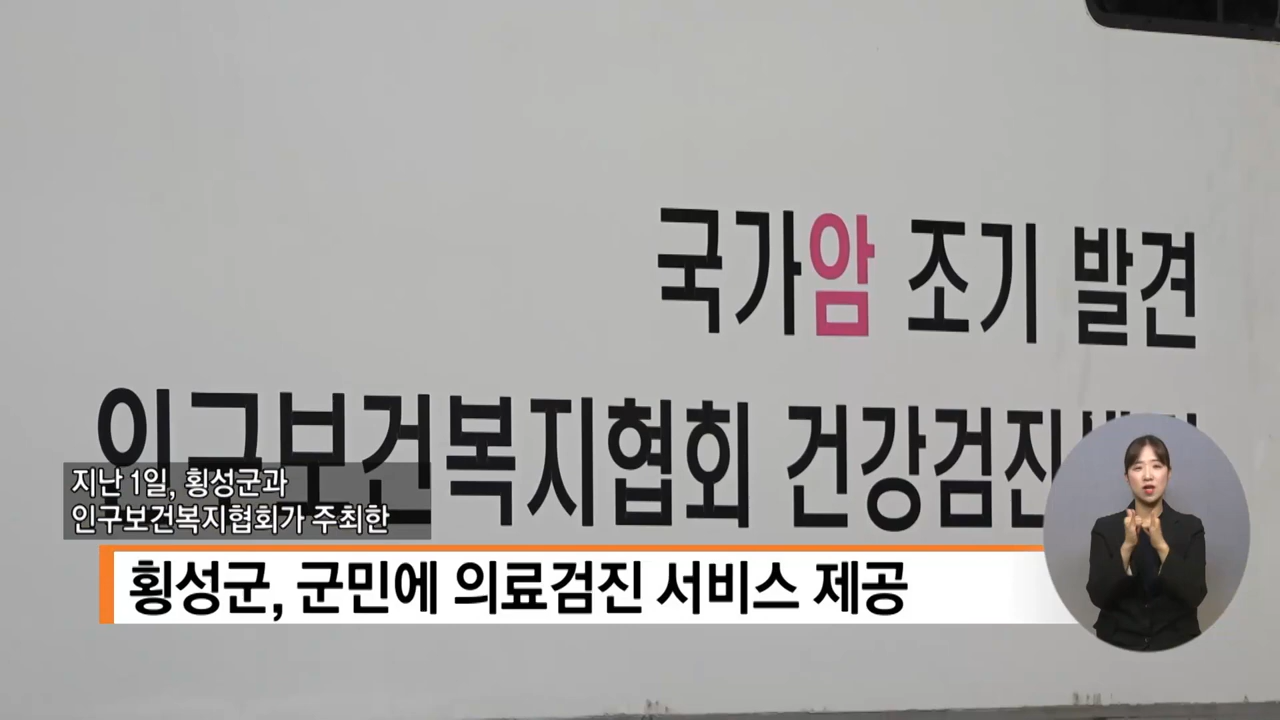 국가암 조기 발견
인구보건복지협회 건강검진
지난 1일, 횡성군과
인구보건복지협회가 주최한
횡성군, 군민에 의료검진 서비스 제공